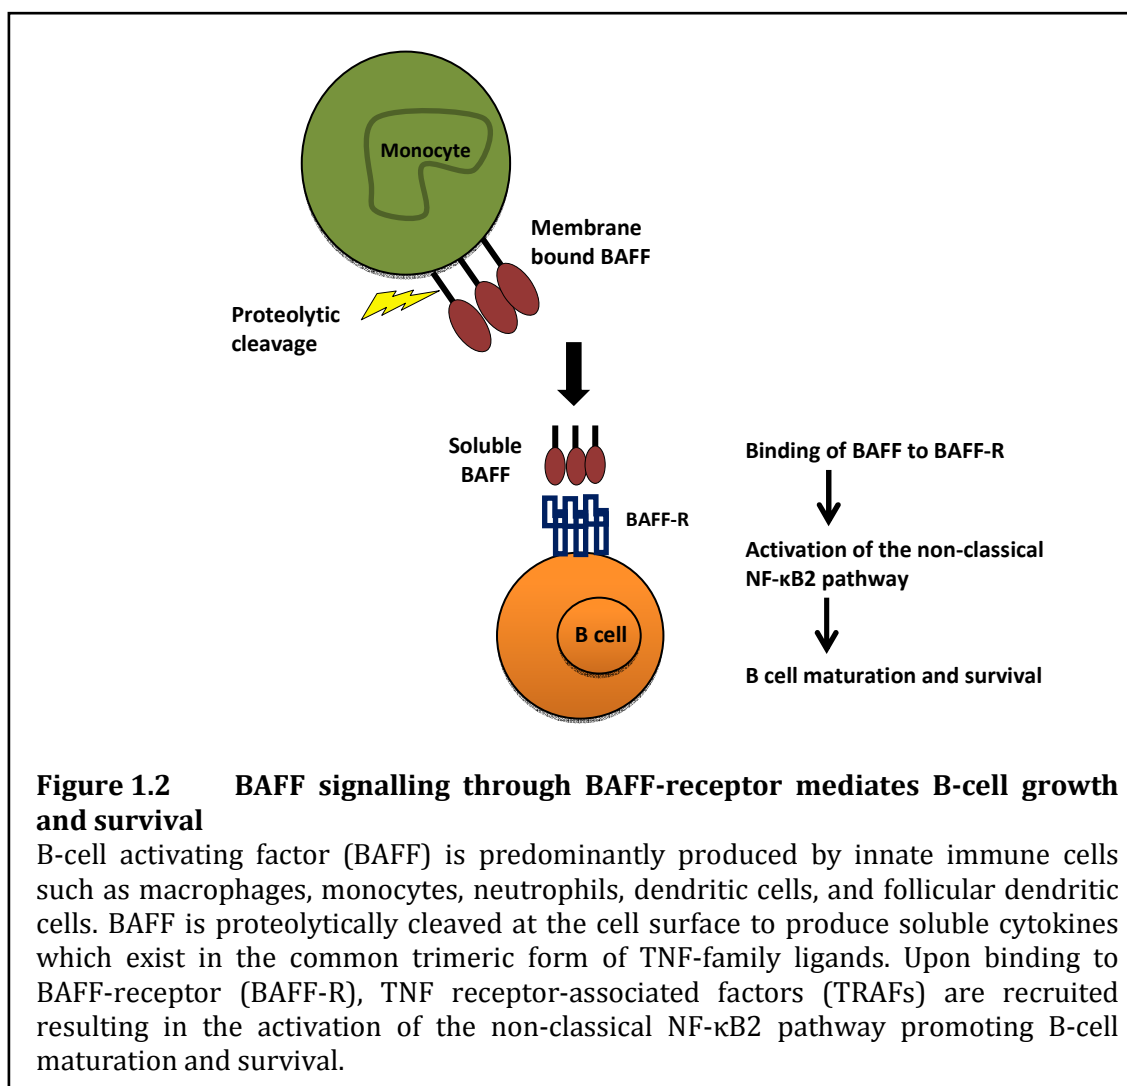 Monocyte
Membrane
bound BAFF
Proteolytic
cleavage
Soluble
BAFF
BAFF-R
B cell
Binding of BAFF to BAFF-R
Activation of the non-classical
NF-κB2 pathway
B cell maturation and survival
Figure 1.2 BAFF signalling through BAFF-receptor mediates B-cell growth
and survival
B-cell activating factor (BAFF) is predominantly produced by innate immune cells
such as macrophages, monocytes, neutrophils, dendritic cells, and follicular dendritic
cells. BAFF is proteolytically cleaved at the cell surface to produce soluble cytokines
which exist in the common trimeric form of TNF-family ligands. Upon binding to
BAFF-receptor (BAFF-R), TNF receptor-associated factors (TRAFs) are recruited
resulting in the activation of the non-classical NF-κB2 pathway promoting B-cell
maturation and survival.